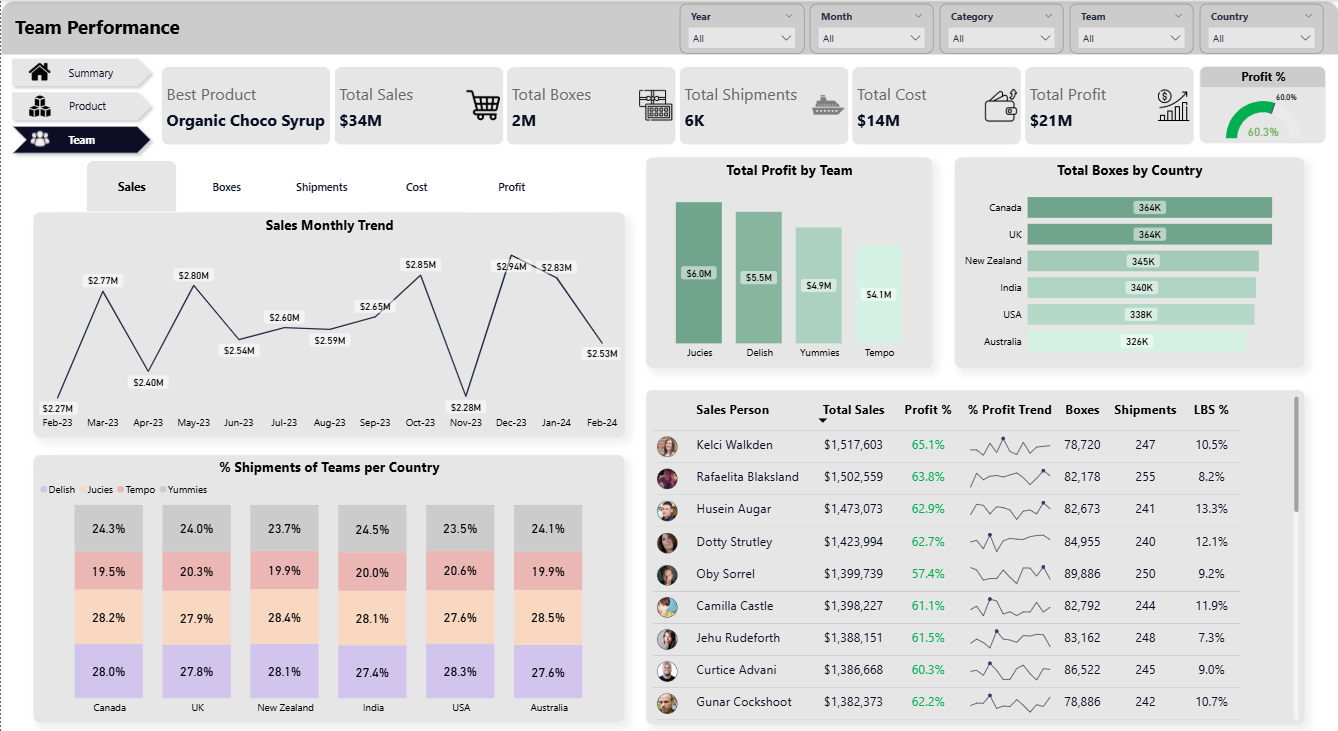 Team Performance
Year
All
Month
All
Category
All
Team
All
Country
All
Summary
Product
Team
Best Product
Organic Choco Syrup
Total Sales
$34M
Total Boxes
2M
Total Shipments
6K
Total Cost
$14M
Total Profit
$21M
Profit %
60.0%
60.3%
Sales Boxes Shipments Cost Profit
Sales Monthly Trend
$2.27M $2.77M $2.40M $2.80M $2.54M $2.60M $2.59M $2.65M $2.85M $2.28M $2.94M $2.83M $2.53M
Feb-23 Mar-23 Apr-23 May-23 Jun-23 Jul-23 Aug-23 Sep-23 Oct-23 Nov-23 Dec-23 Jan-24 Feb-24
Total Profit by Team
$6.0M $5.5M $4.9M $4.1M
Jucies Delish Yummies Tempo
Total Boxes by Country
Canada 364K
UK 364K
New Zealand 345K
India 340K
USA 338K
Australia 326K
% Shipments of Teams per Country
Delish Jucies Tempo Yummies
24.3% 24.0% 23.7% 24.5% 23.5% 24.1%
19.5% 20.3% 19.9% 20.0% 20.6% 19.9%
28.2% 27.9% 28.4% 28.1% 27.6% 28.5%
28.0% 27.8% 28.1% 27.4% 28.3% 27.6%
Canada UK New Zealand India USA Australia
Sales Person Total Sales Profit % % Profit Trend Boxes Shipments LBS %
Kelci Walkden $1,517,603 65.1% 78,720 247 10.5%
Rafaelita Blaksland $1,502,559 63.8% 82,178 255 8.2%
Husein Augar $1,473,073 62.9% 82,673 241 13.3%
Dotty Strutley $1,423,994 62.7% 84,955 240 12.1%
Oby Sorrel $1,399,739 57.4% 89,886 250 9.2%
Camilla Castle $1,398,227 61.1% 82,792 244 11.9%
Jehu Rudeforth $1,388,151 61.5% 83,162 248 7.3%
Curtice Advani $1,386,668 60.3% 86,522 245 9.0%
Gunar Cockshoot $1,382,373 62.2% 78,886 242 10.7%